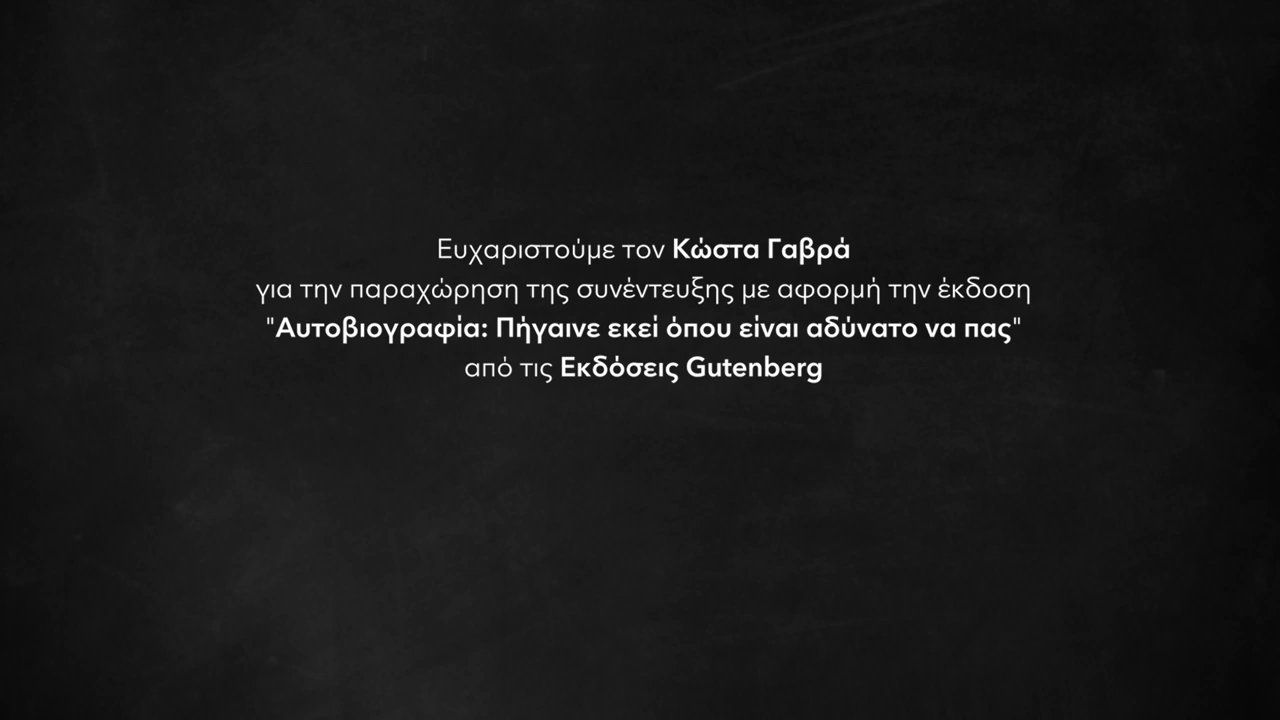 Ευχαριστούμε τον Κώστα Γαβρά
για την παραχώρηση της συνέντευξης με αφορμή την έκδοση
"Αυτοβιογραφία: Πήγαινε εκεί όπου είναι αδύνατο να πας"
από τις Εκδόσεις Gutenberg